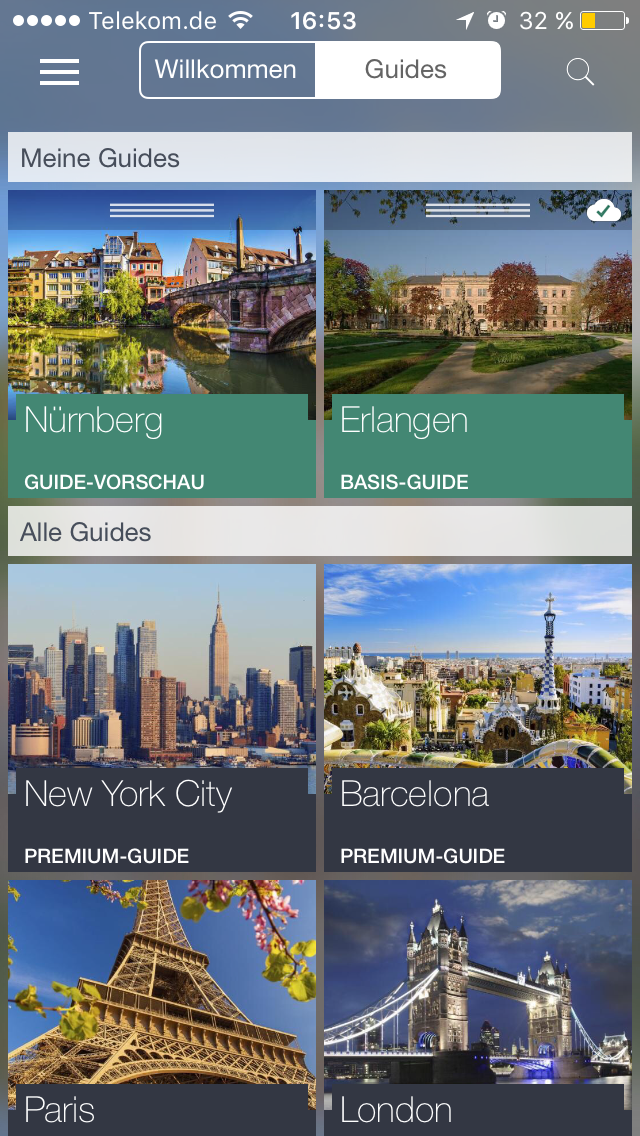 Telekom.de 16:53 32 %
Willkommen Guides
Meine Guides
Nürnberg Erlangen
GUIDE-VORSCHAU BASIS-GUIDE
Alle Guides
New York City Barcelona
PREMIUM-GUIDE PREMIUM-GUIDE
Paris London